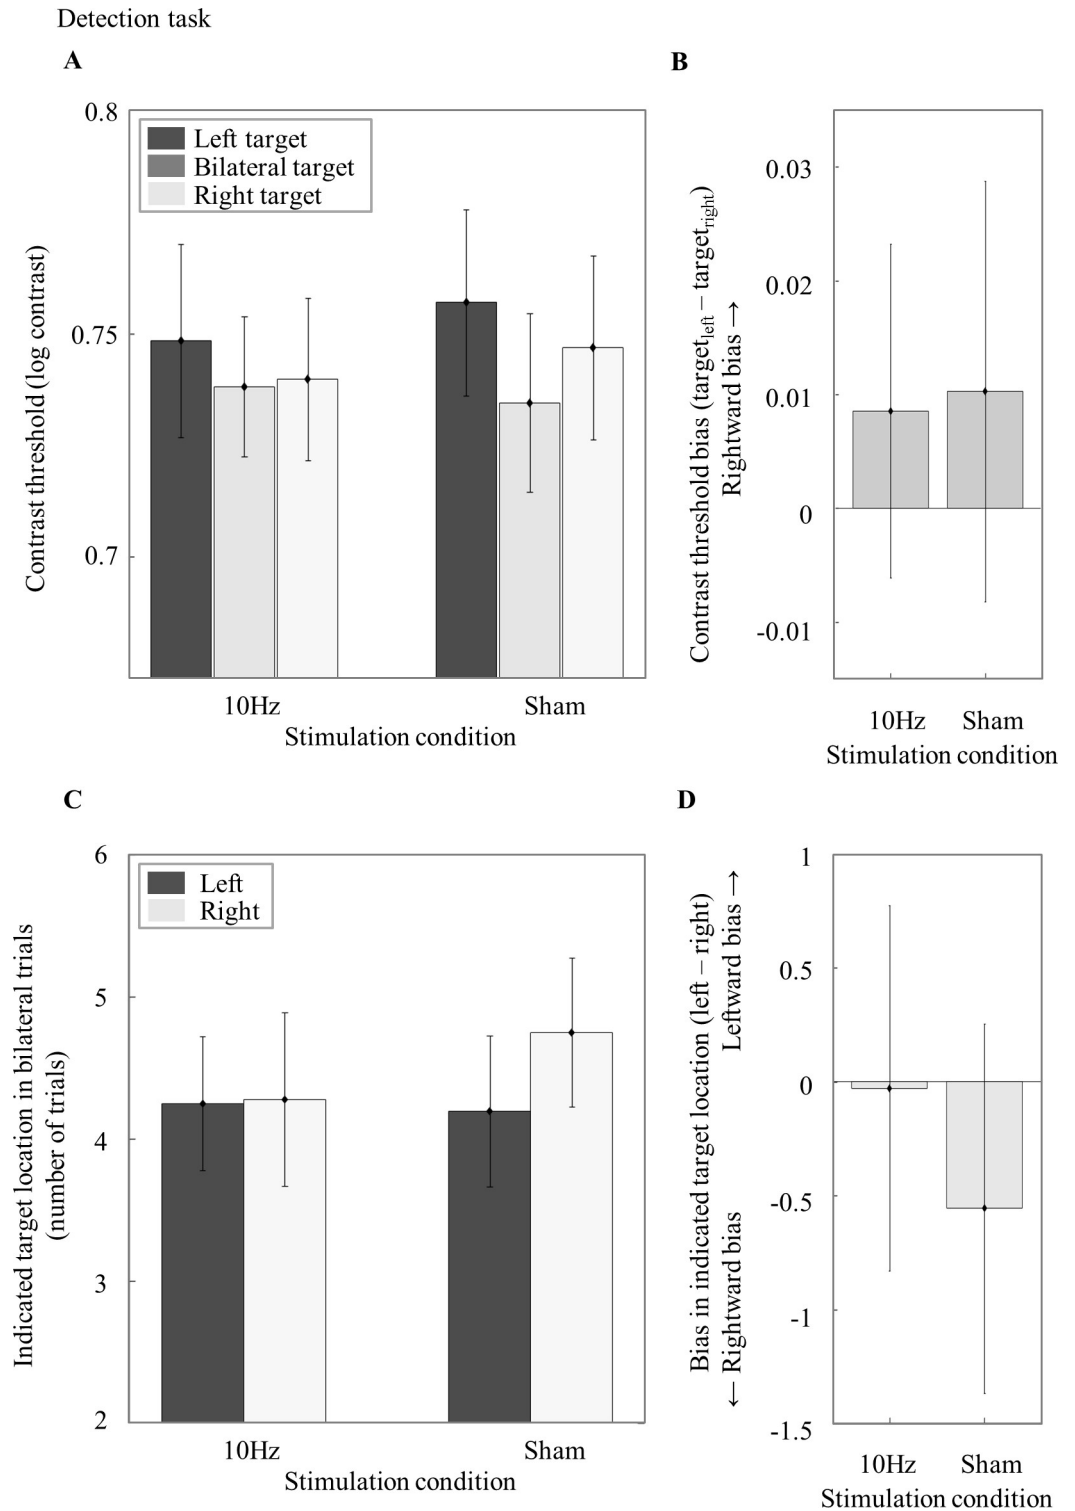 Detection task
A
0.8
0.75
0.7
Left target
Bilateral target
Right target
Contrast threshold (log contrast)
10Hz
Sham
Stimulation condition
B
0.03
0.02
0.01
0
-0.01
Contrast threshold bias (target_left – target_right)
Rightward bias →
10Hz
Sham
Stimulation condition
C
6
5
4
3
2
Left
Right
Indicated target location in bilateral trials
(number of trials)
10Hz
Sham
Stimulation condition
D
1
0.5
0
-0.5
-1
-1.5
Bias in indicated target location (left – right)
← Rightward bias
Leftward bias →
10Hz
Sham
Stimulation condition